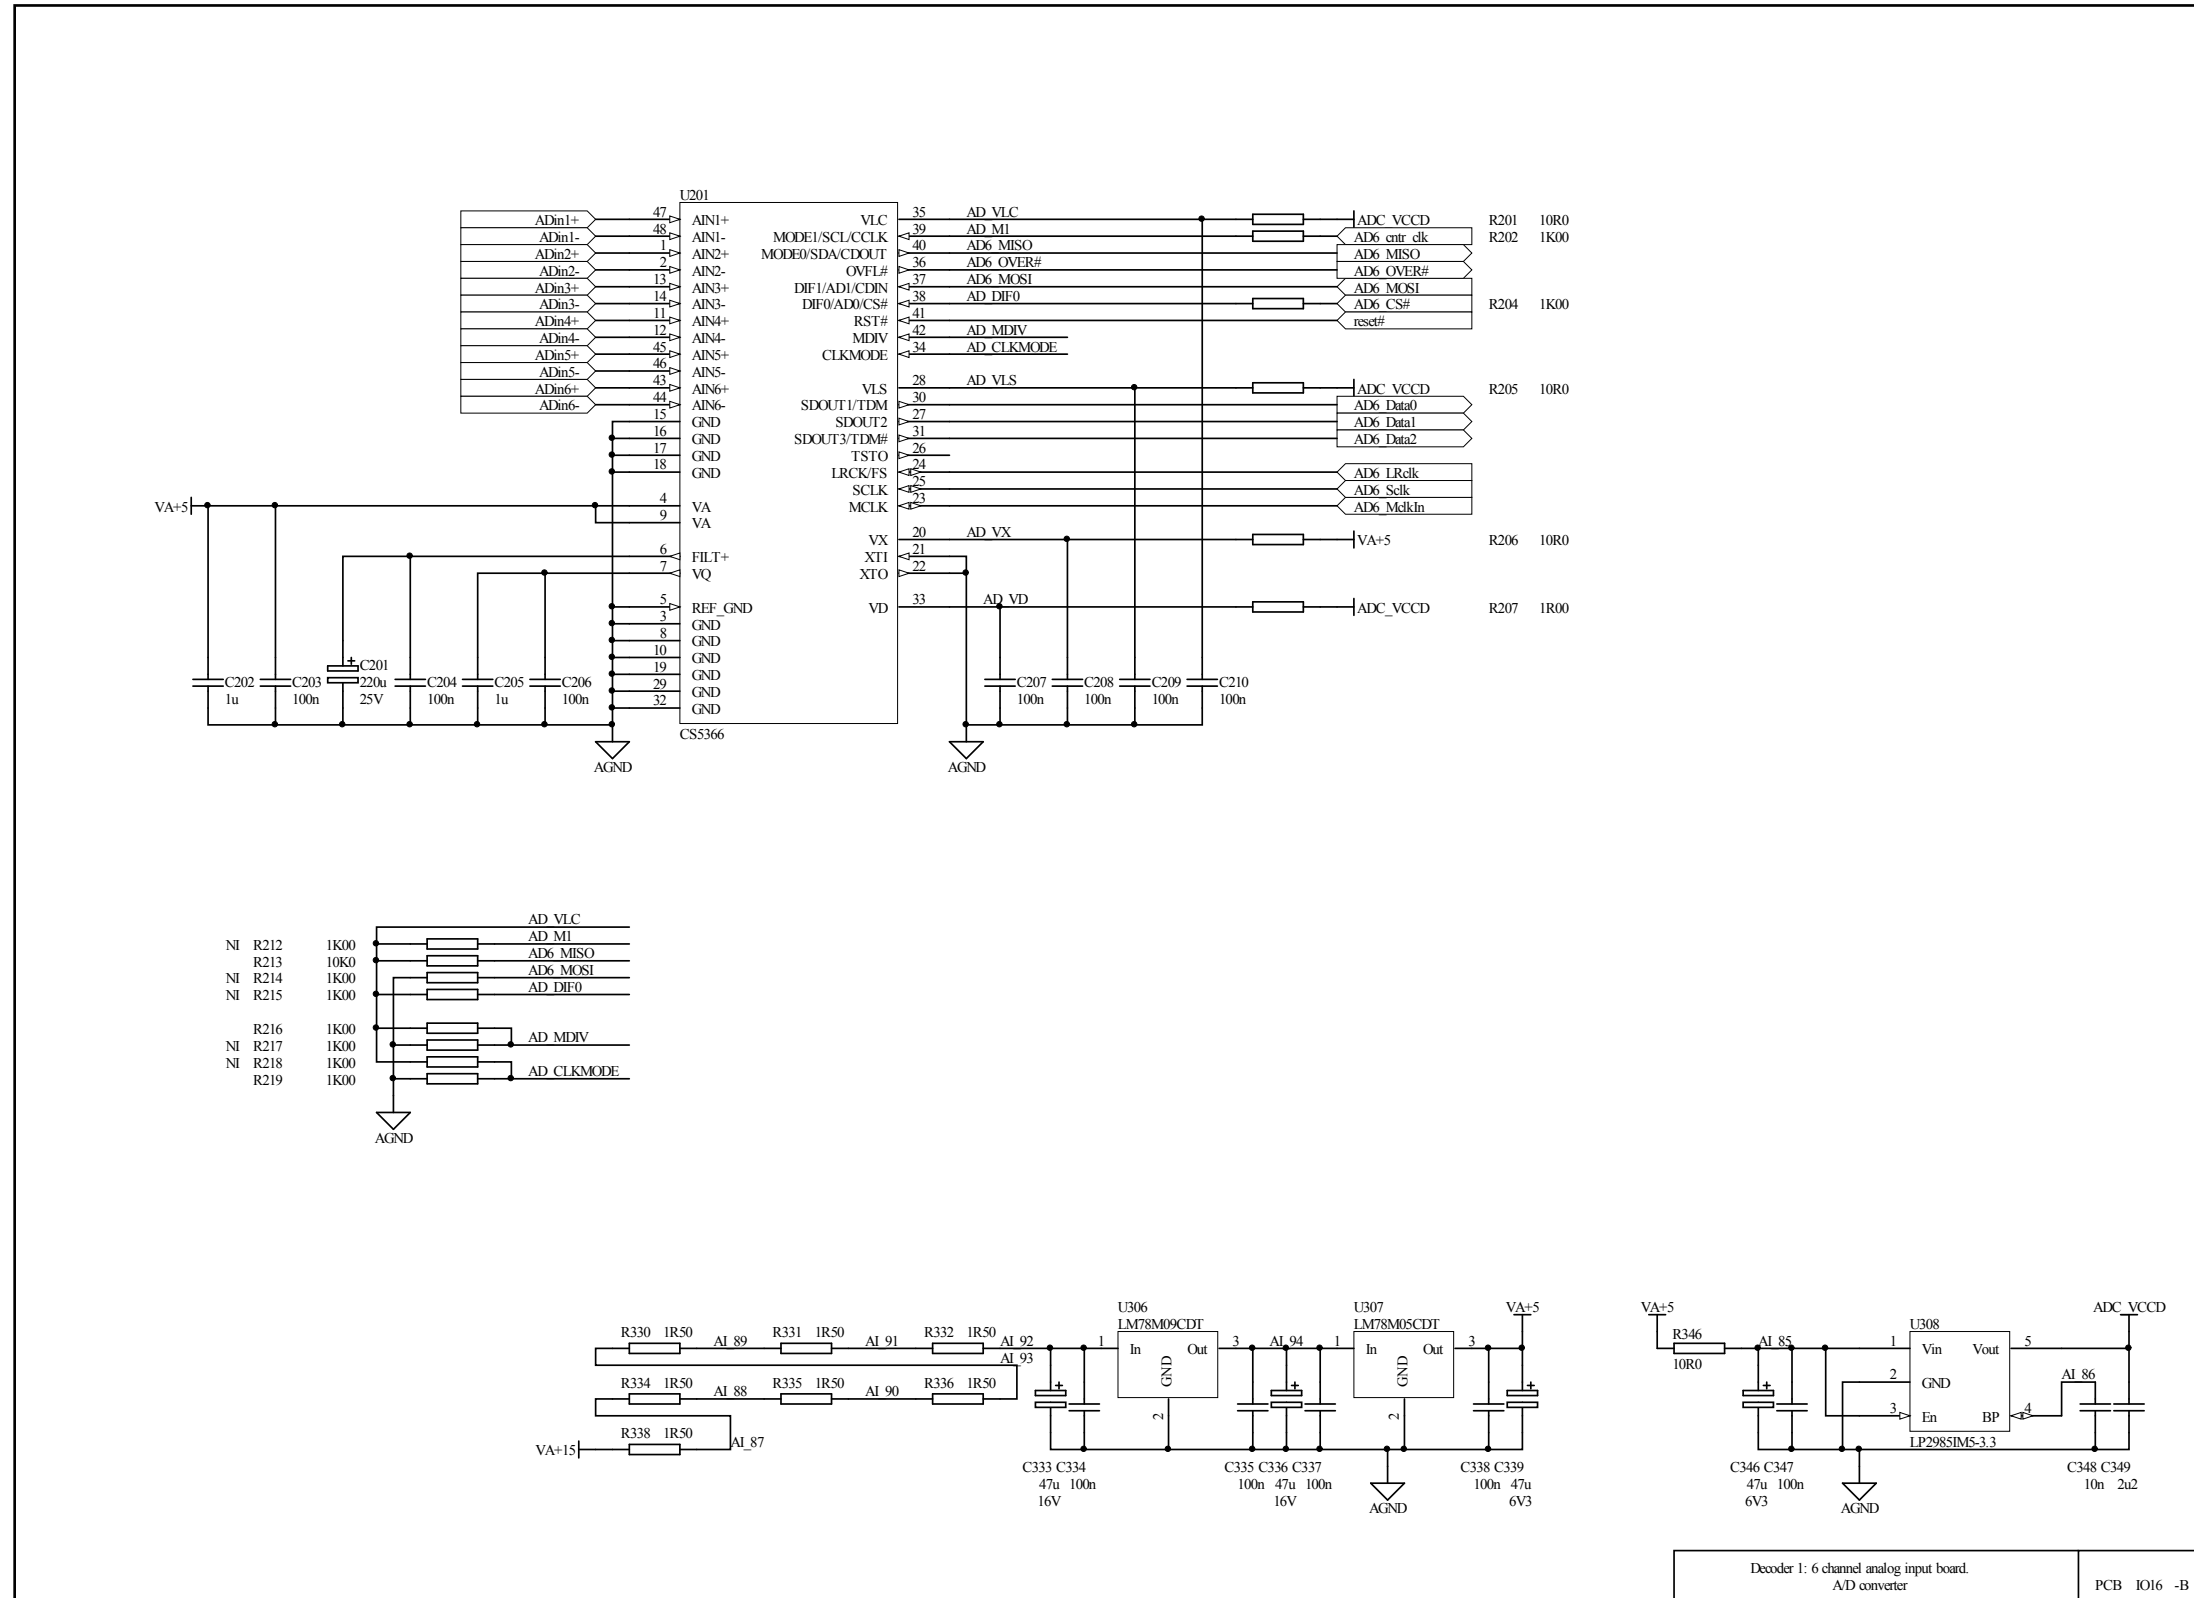 U201
ADin1+ 47 AIN1+ VLC 35 AD_VLC ADC_VCCD R201 10R0
ADin1- 48 AIN1- MODE1/SCL/CCLK 39 AD_M1 AD6_cntr_clk R202 1K00
ADin2+ 1 AIN2+ MODE0/SDA/CDOUT 40 AD6_MISO AD6_MISO
ADin2- 2 AIN2- OVFL# 36 AD6_OVER# AD6_OVER#
ADin3+ 13 AIN3+ DIF1/AD1/CDIN 37 AD6_MOSI AD6_MOSI
ADin3- 14 AIN3- DIF0/AD0/CS# 38 AD_DIF0 AD6_CS# R204 1K00
ADin4+ 11 AIN4+ RST# 41 reset#
ADin4- 12 AIN4- MDIV 42 AD_MDIV
ADin5+ 45 AIN5+ CLKMODE 34 AD_CLKMODE
ADin5- 46 AIN5-
ADin6+ 43 AIN6+ VLS 28 AD_VLS ADC_VCCD R205 10R0
ADin6- 44 AIN6- SDOUT1/TDM 30 AD6_Data0
15 GND SDOUT2 27 AD6_Data1
16 GND SDOUT3/TDM# 31 AD6_Data2
17 GND TSTO 26
18 GND LRCK/FS 24 AD6_LRclk
SCLK 25 AD6_Sclk
VA+5 4 VA MCLK 23 AD6_MclkIn
9 VA
VX 20 AD_VX VA+5 R206 10R0
6 FILT+ XTI 21
7 VQ XTO 22
5 REF_GND VD 33 AD_VD ADC_VCCD R207 1R00
3 GND
8 GND
10 GND
19 GND
29 GND
32 GND
+ C201
C202 C203 220u C204 C205 C206 C207 C208 C209 C210
1u 100n 25V 100n 1u 100n 100n 100n 100n 100n
CS5366
AGND AGND
AD_VLC
NI R212 1K00 AD_M1
R213 10K0 AD6_MISO
NI R214 1K00 AD6_MOSI
NI R215 1K00 AD_DIF0
R216 1K00
NI R217 1K00 AD_MDIV
NI R218 1K00
R219 1K00 AD_CLKMODE
AGND
U306 U307 VA+5 VA+5 ADC_VCCD
LM78M09CDT LM78M05CDT U308
R330 1R50 AI_89 R331 1R50 AI_91 R332 1R50 AI_92 1 In Out 3 AI_94 1 In Out 3 R346 AI_85 1 Vin Vout 5
AI_93 GND GND 10R0
R334 1R50 AI_88 R335 1R50 AI_90 R336 1R50 2 GND AI_86
+ + + +
2 2 3 En BP 4
R338 1R50 AI_87 LP2985IM5-3.3
VA+15
C333 C334 C335 C336 C337 C338 C339 C346 C347 C348 C349
47u 100n 100n 47u 100n 100n 47u 47u 100n 10n 2u2
16V 16V 6V3 6V3
AGND AGND
Decoder 1: 6 channel analog input board.
A/D converter
PCB IO16 -B